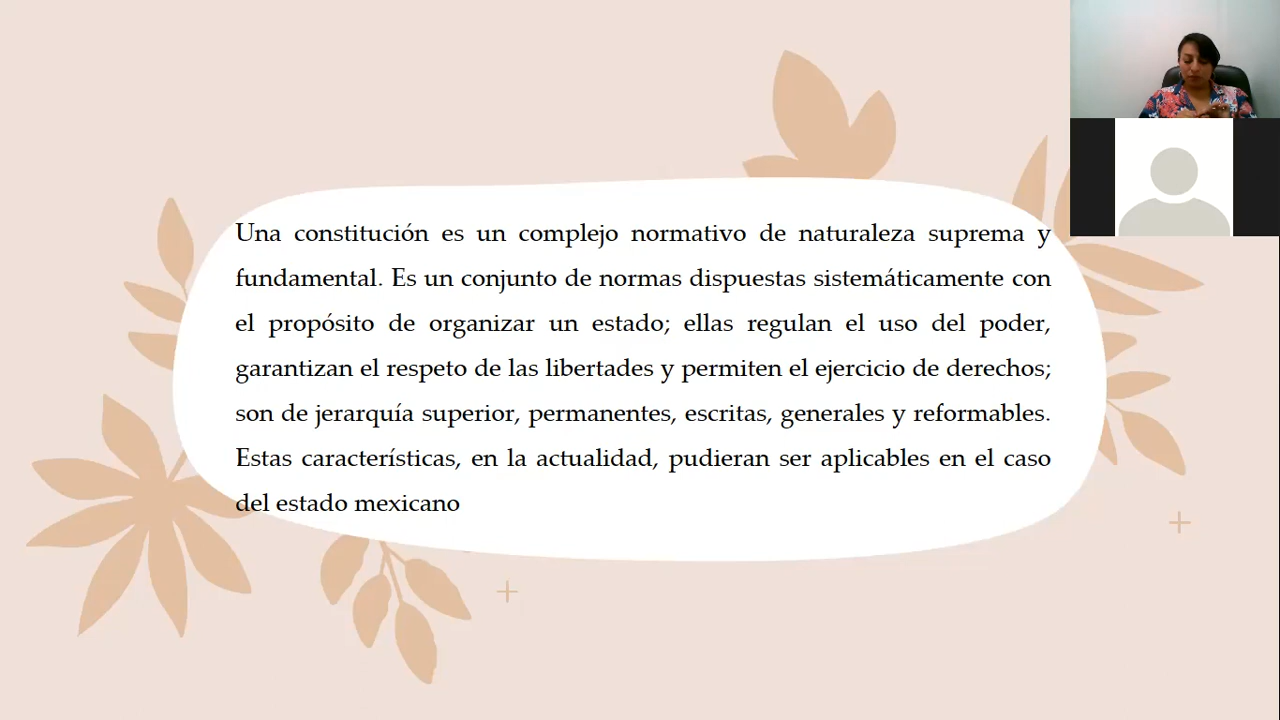 Una constitución es un complejo normativo de naturaleza suprema y
fundamental. Es un conjunto de normas dispuestas sistemáticamente con
el propósito de organizar un estado; ellas regulan el uso del poder,
garantizan el respeto de las libertades y permiten el ejercicio de derechos;
son de jerarquía superior, permanentes, escritas, generales y reformables.
Estas características, en la actualidad, pudieran ser aplicables en el caso
del estado mexicano